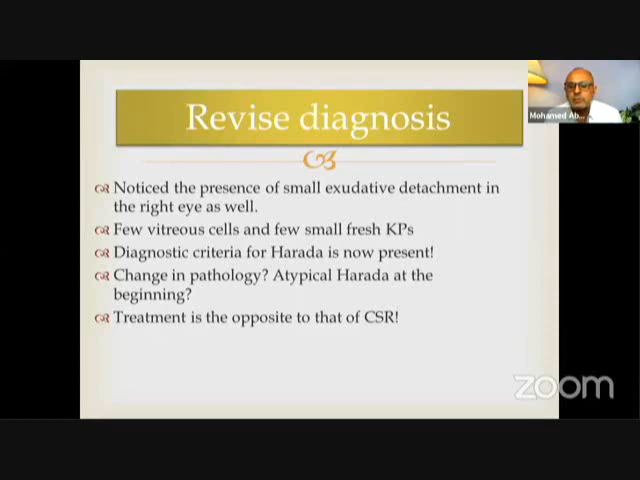 Revise diagnosis
Noticed the presence of small exudative detachment in
the right eye as well.
Few vitreous cells and few small fresh KPs
Diagnostic criteria for Harada is now present!
Change in pathology? Atypical Harada at the
beginning?
Treatment is the opposite to that of CSR!
Mohamed Ab...
zoom